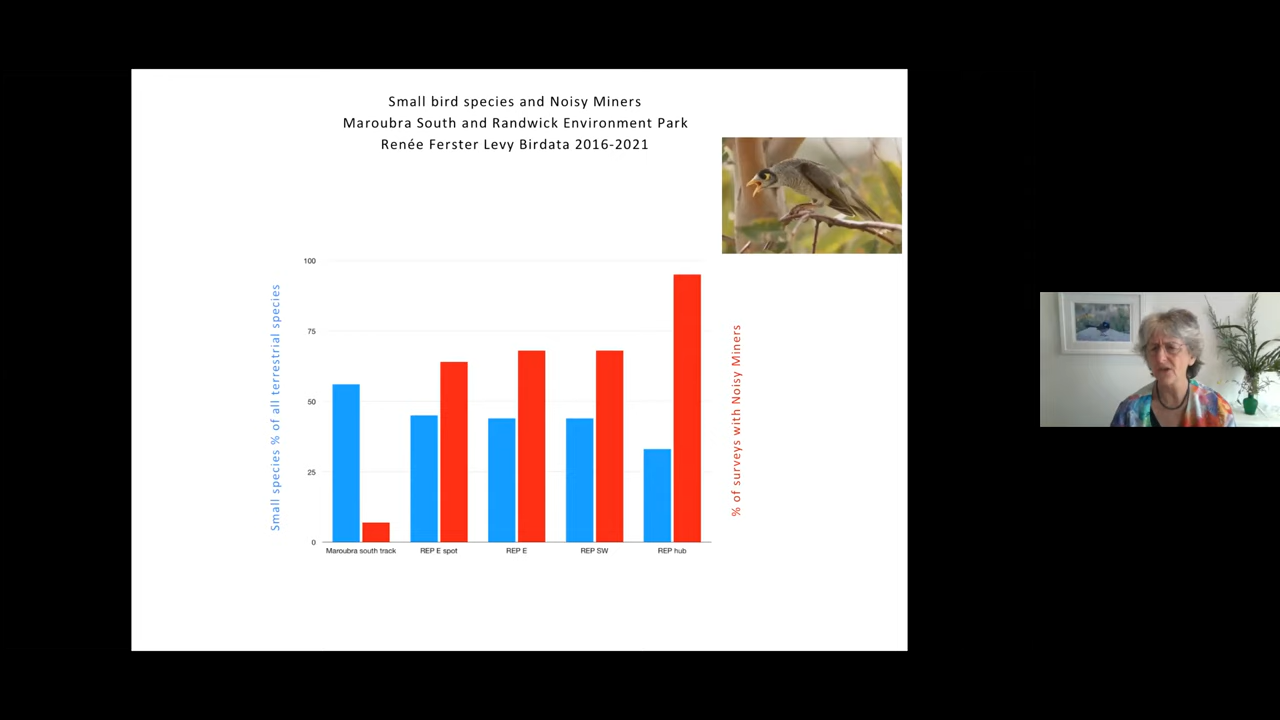 Small bird species and Noisy Miners
Maroubra South and Randwick Environment Park
Renée Ferster Levy Birdata 2016-2021
Small species % of all terrestrial species
100
75
50
25
0
Maroubra south track
REP E spot
REP E
REP SW
REP hub
% of surveys with Noisy Miners